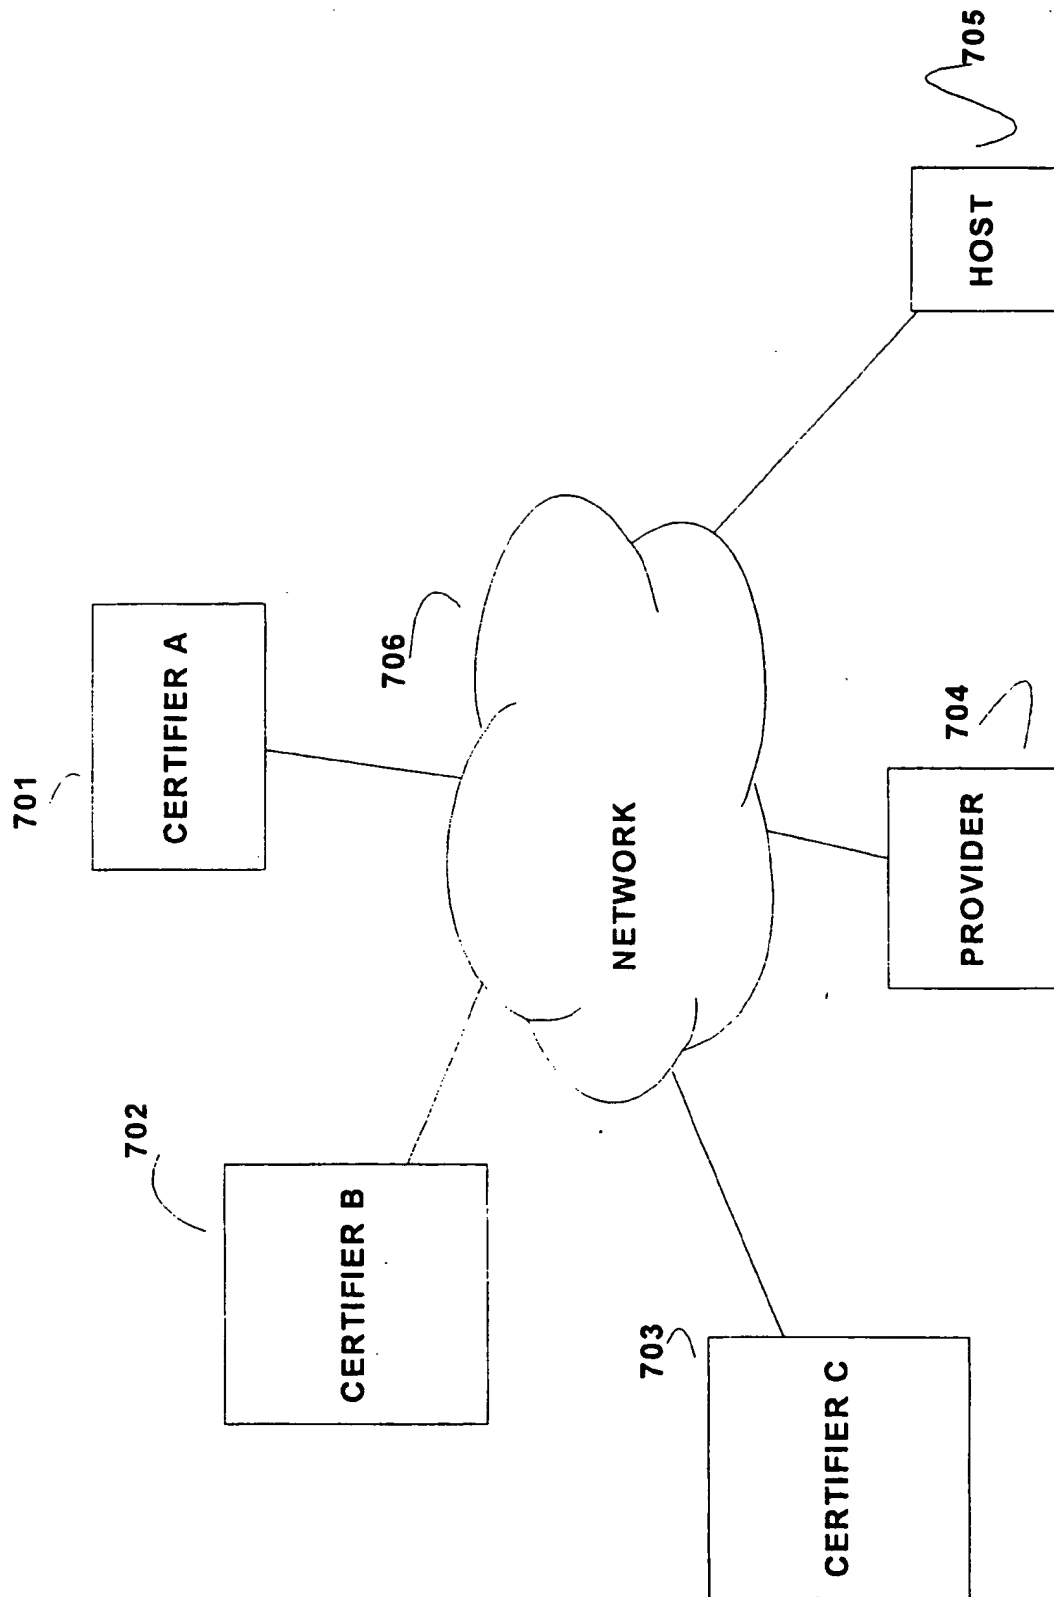 702
701
CERTIFIER B
CERTIFIER A
706
703
NETWORK
CERTIFIER C
704
705
PROVIDER
HOST